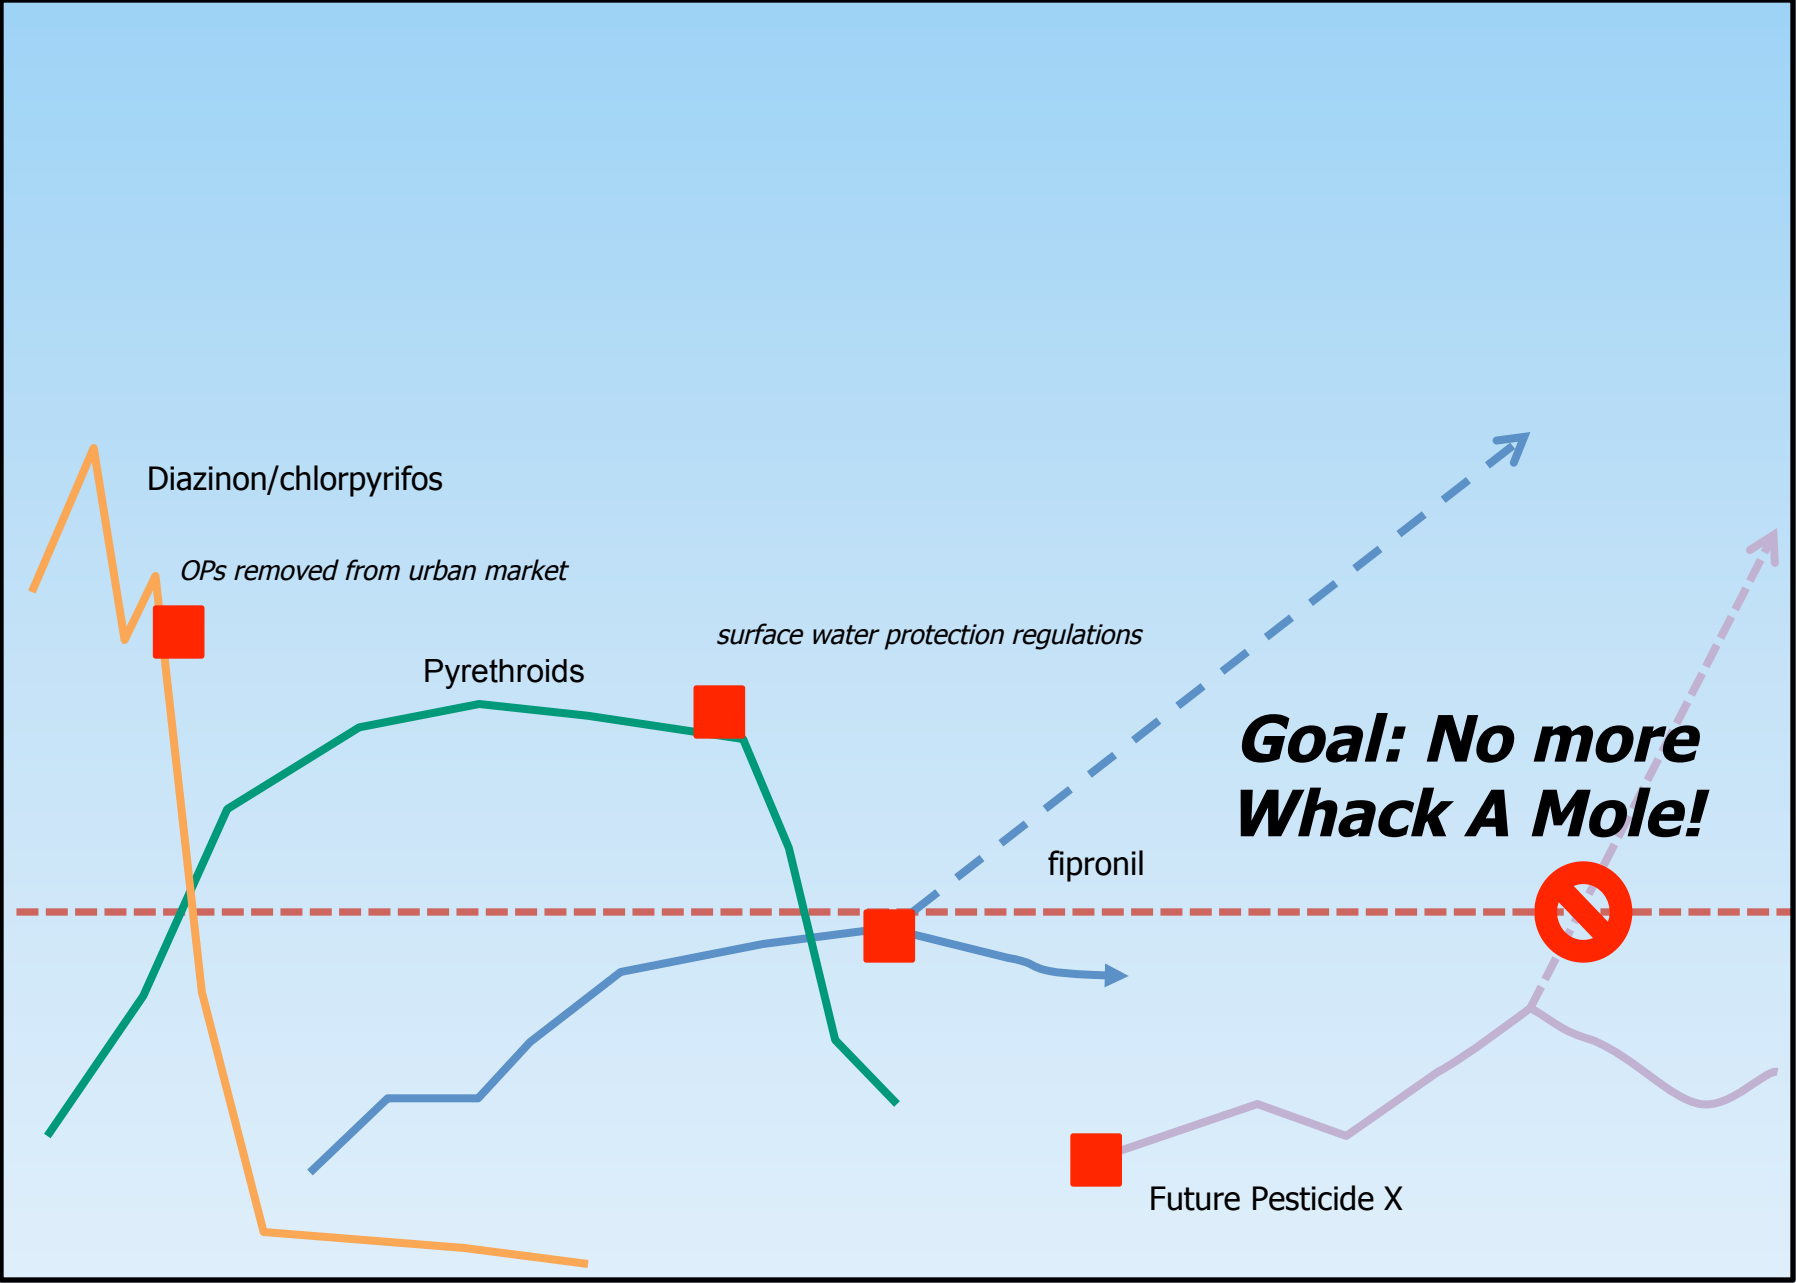 Diazinon/chlorpyrifos
OPs removed from urban market
surface water protection regulations
Pyrethroids
Goal: No more
Whack A Mole!
fipronil
Future Pesticide X